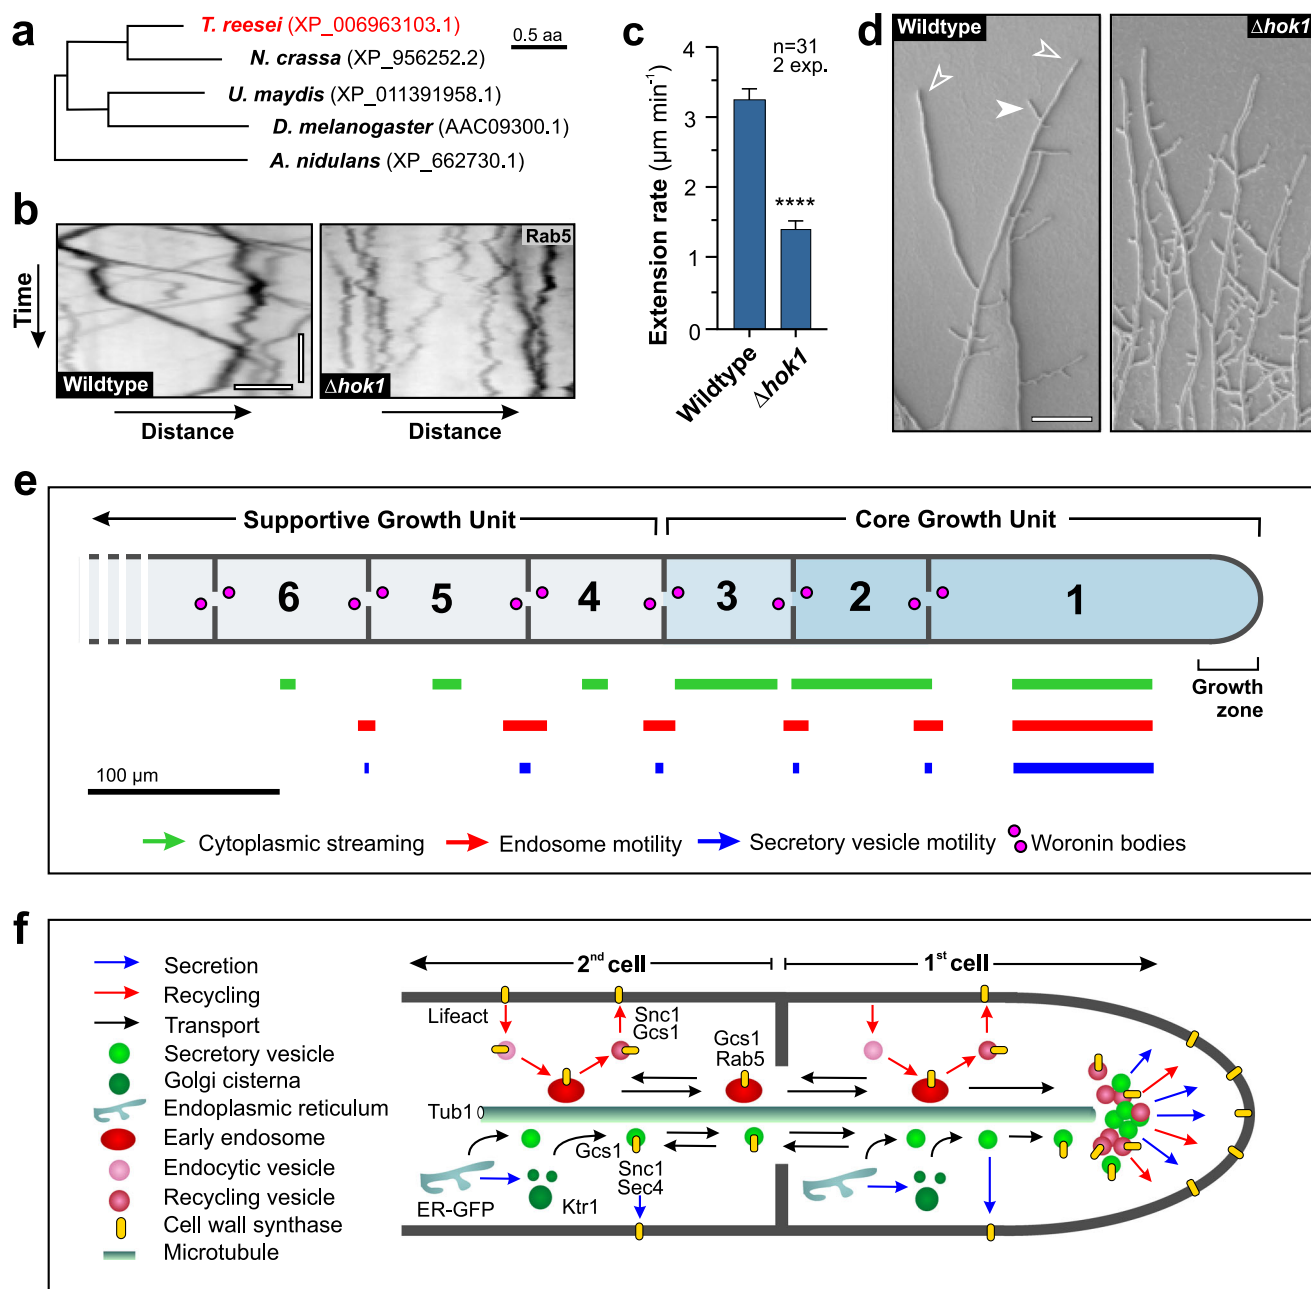 a
T. reesei (XP_006963103.1)
N. crassa (XP_956252.2)
U. maydis (XP_011391958.1)
D. melanogaster (AAC09300.1)
A. nidulans (XP_662730.1)
0.5 aa
b
Time
Wildtype
Rab5
Δhok1
Distance
Distance
c
n=31
2 exp.
Extension rate (µm min⁻¹)
4
3
2
1
0
****
Wildtype
Δhok1
d
Wildtype
Δhok1
e
Supportive Growth Unit
Core Growth Unit
6
5
4
3
2
1
Growth
zone
100 µm
Cytoplasmic streaming
Endosome motility
Secretory vesicle motility
Woronin bodies
f
Secretion
Recycling
Transport
Secretory vesicle
Golgi cisterna
Endoplasmic reticulum
Early endosome
Endocytic vesicle
Recycling vesicle
Cell wall synthase
Microtubule
2nd cell
1st cell
Lifeact
Snc1
Gcs1
Gcs1
Rab5
Tub1
Gcs1
Snc1
Sec4
ER-GFP
Ktr1